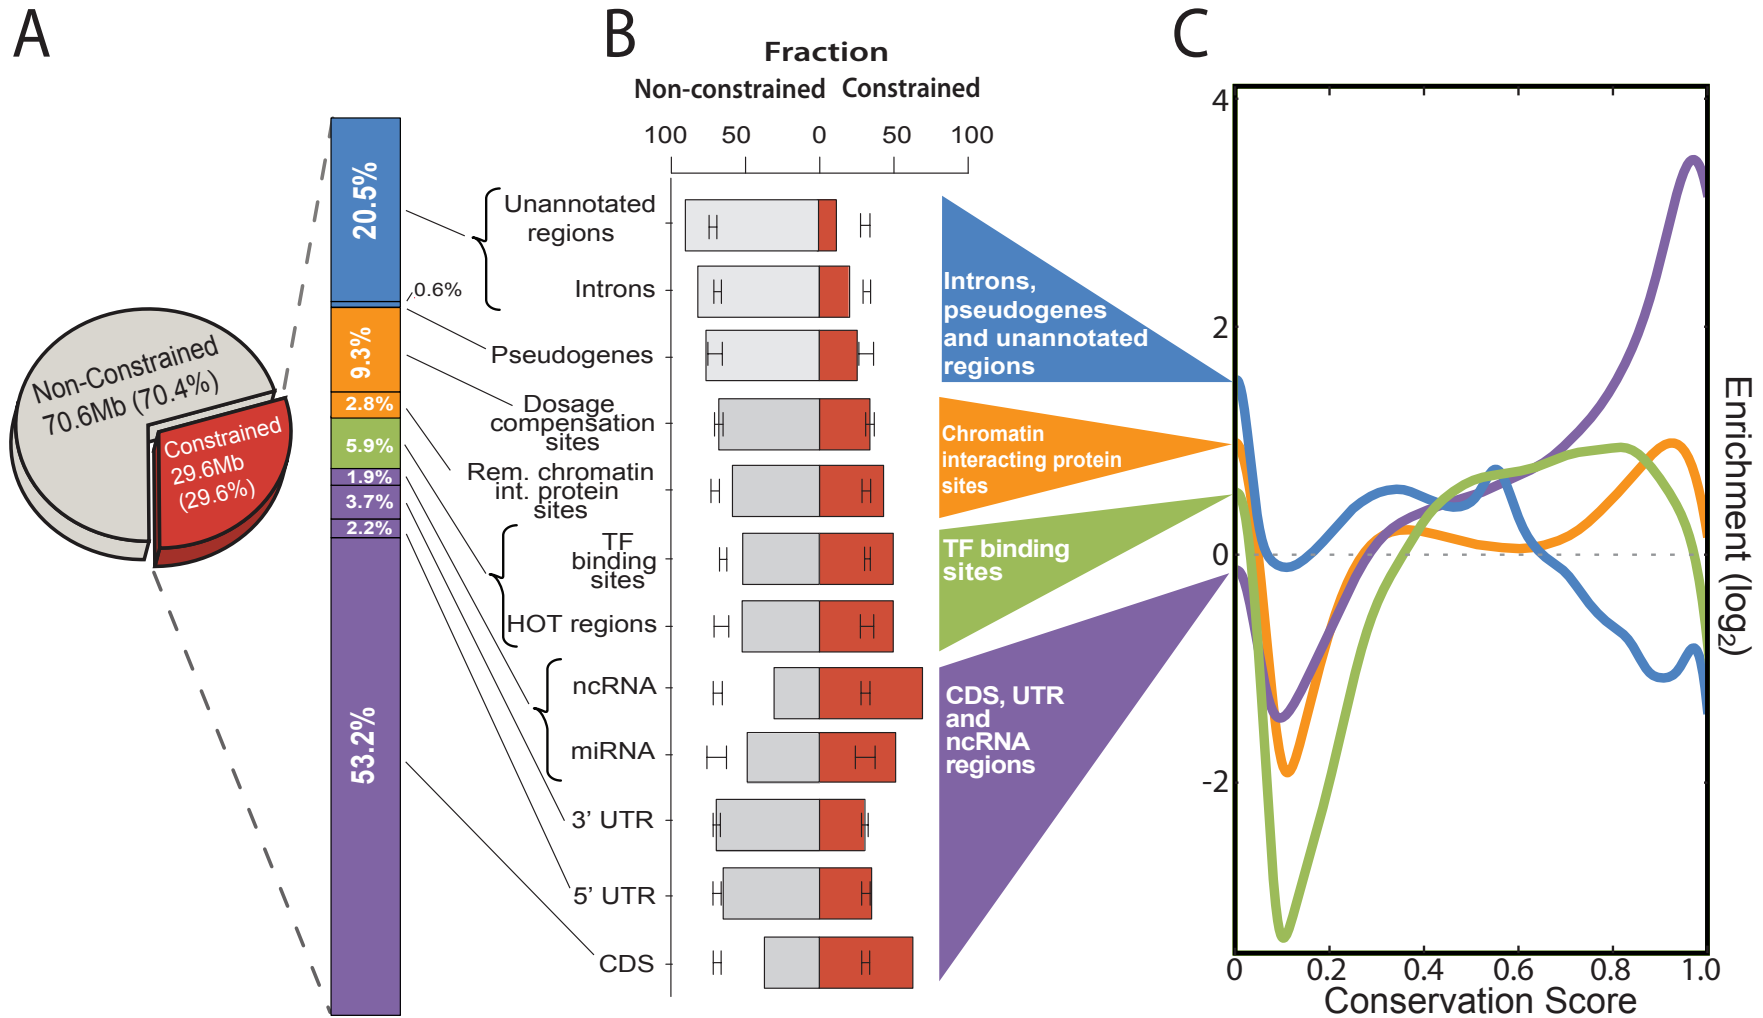 A
Non-Constrained
70.6Mb (70.4%)
Constrained
29.6Mb
(29.6%)
20.5%
0.6%
9.3%
2.8%
5.9%
1.9%
3.7%
2.2%
53.2%
B
Fraction
Non-constrained Constrained
100 50 0 50 100
Unannotated
regions
Introns
Pseudogenes
Dosage
compensation
sites
Rem. chromatin
int. protein
sites
TF
binding
sites
HOT regions
ncRNA
miRNA
3’ UTR
5’ UTR
CDS
Introns,
pseudogenes
and unannotated
regions
Chromatin
interacting protein
sites
TF binding
sites
CDS, UTR
and
ncRNA
regions
C
4
2
0
-2
0 0.2 0.4 0.6 0.8 1.0
Conservation Score
Enrichment (log2)